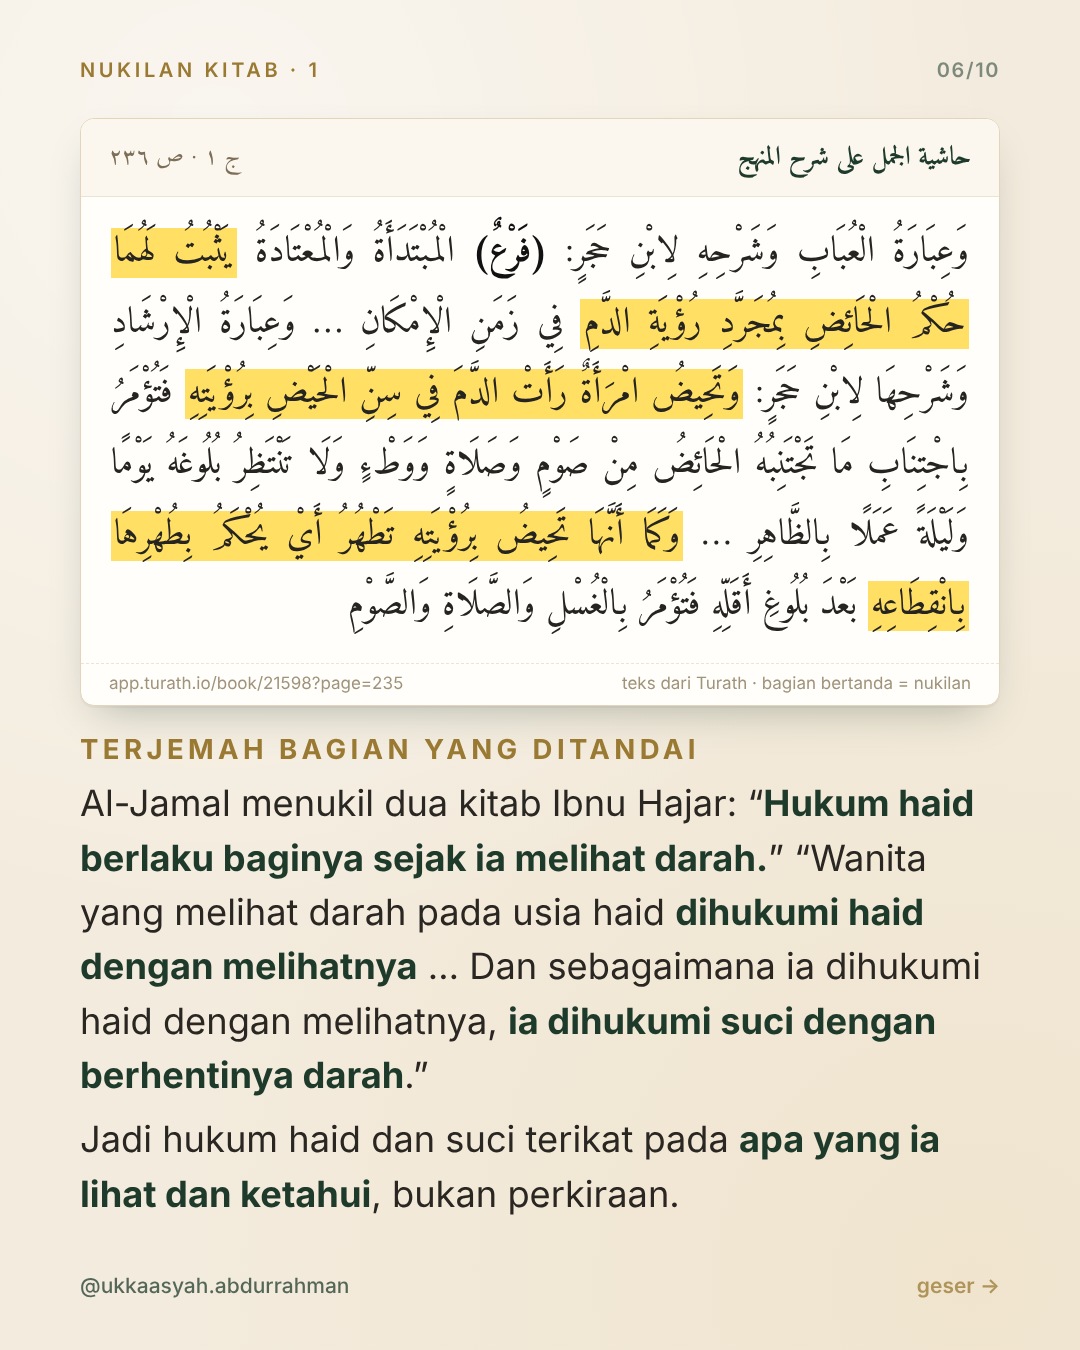 NUKILAN KITAB · 1
06/10
حاشية الجمل على شرح المنهج
ج ١ · ص ٢٣٦
وَعِبَارَةُ الْعُبَابِ وَشَرْحِهِ لِابْنِ حَجَرٍ: (فَرْعٌ) الْمُبْتَدَأَةُ وَالْمُعْتَادَةُ يَثْبُتُ لَهُمَا
حُكْمُ الْحَائِضِ بِمُجَرَّدِ رُؤْيَةِ الدَّمِ فِي زَمَنِ الْإِمْكَانِ ... وَعِبَارَةُ الْإِرْشَادِ
وَشَرْحِهَا لِابْنِ حَجَرٍ: وَتَحِيضُ امْرَأَةٌ رَأَتْ الدَّمَ فِي سِنِّ الْحَيْضِ بِرُؤْيَتِهِ فَتُؤْمَرُ
بِاجْتِنَابِ مَا تَجْتَنِبُهُ الْحَائِضُ مِنْ صَوْمٍ وَصَلَاةٍ وَوَطْءٍ وَلَا تَنْتَظِرُ بُلُوغَهُ يَوْمًا
وَلَيْلَةً عَمَلًا بِالظَّاهِرِ ... وَكَمَا أَنَّهَا تَحِيضُ بِرُؤْيَتِهِ تَطْهُرُ أَيْ يُحْكَمُ بِطُهْرِهَا
بِانْقِطَاعِهِ بَعْدَ بُلُوغِ أَقَلِّهِ فَتُؤْمَرُ بِالْغُسْلِ وَالصَّلَاةِ وَالصَّوْمِ
app.turath.io/book/21598?page=235
teks dari Turath · bagian bertanda = nukilan
TERJEMAH BAGIAN YANG DITANDAI
Al-Jamal menukil dua kitab Ibnu Hajar: “Hukum haid
berlaku baginya sejak ia melihat darah.” “Wanita
yang melihat darah pada usia haid dihukumi haid
dengan melihatnya ... Dan sebagaimana ia dihukumi
haid dengan melihatnya, ia dihukumi suci dengan
berhentinya darah.”
Jadi hukum haid dan suci terikat pada apa yang ia
lihat dan ketahui, bukan perkiraan.
@ukkaasyah.abdurrahman
geser →